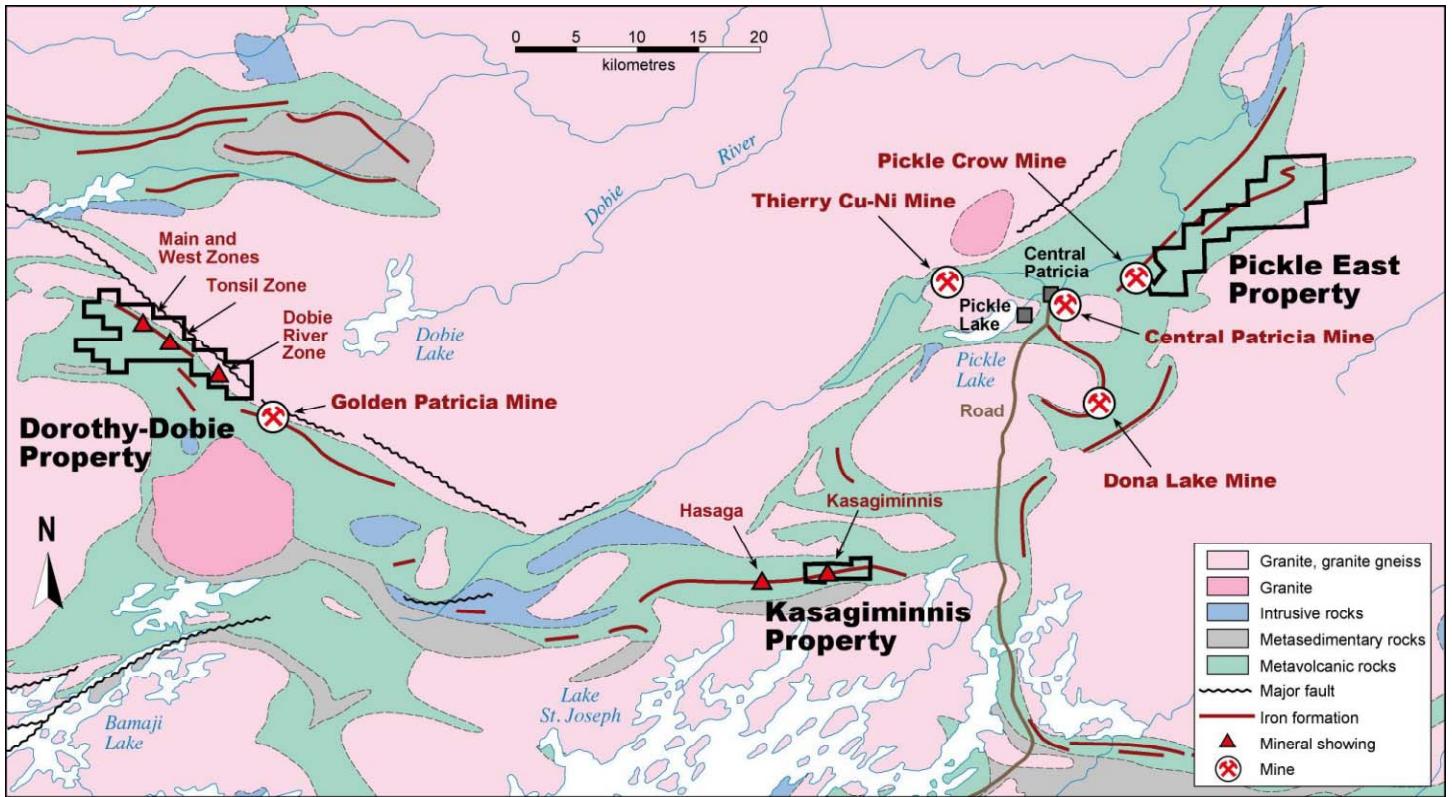 0 5 10 15 20
kilometres
River
Dobie
Pickle Crow Mine
Thierry Cu-Ni Mine
Central
Patricia
Pickle East
Property
Main and
West Zones
Tonsil Zone
Dobie
River
Zone
Dobie
Lake
Pickle
Lake
Central Patricia Mine
Pickle
Lake
Golden Patricia Mine
Road
Dorothy-Dobie
Property
Dona Lake Mine
Hasaga
Kasagiminnis
N
Kasagiminnis
Property
Lake
St. Joseph
Bamaji
Lake
Granite, granite gneiss
Granite
Intrusive rocks
Metasedimentary rocks
Metavolcanic rocks
Major fault
Iron formation
Mineral showing
Mine